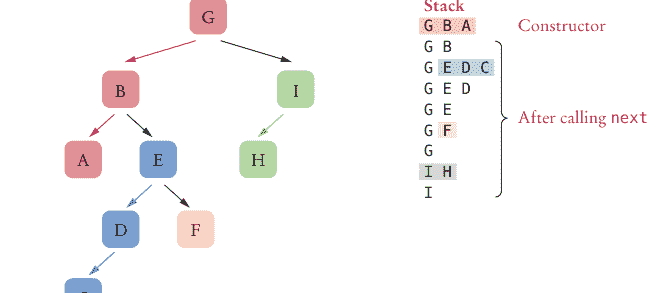 G
B
I
A
E
H
D
F
Stack
G B A
Constructor
G B
G E D C
G E D
G E
After calling next
G F
G
I H
I